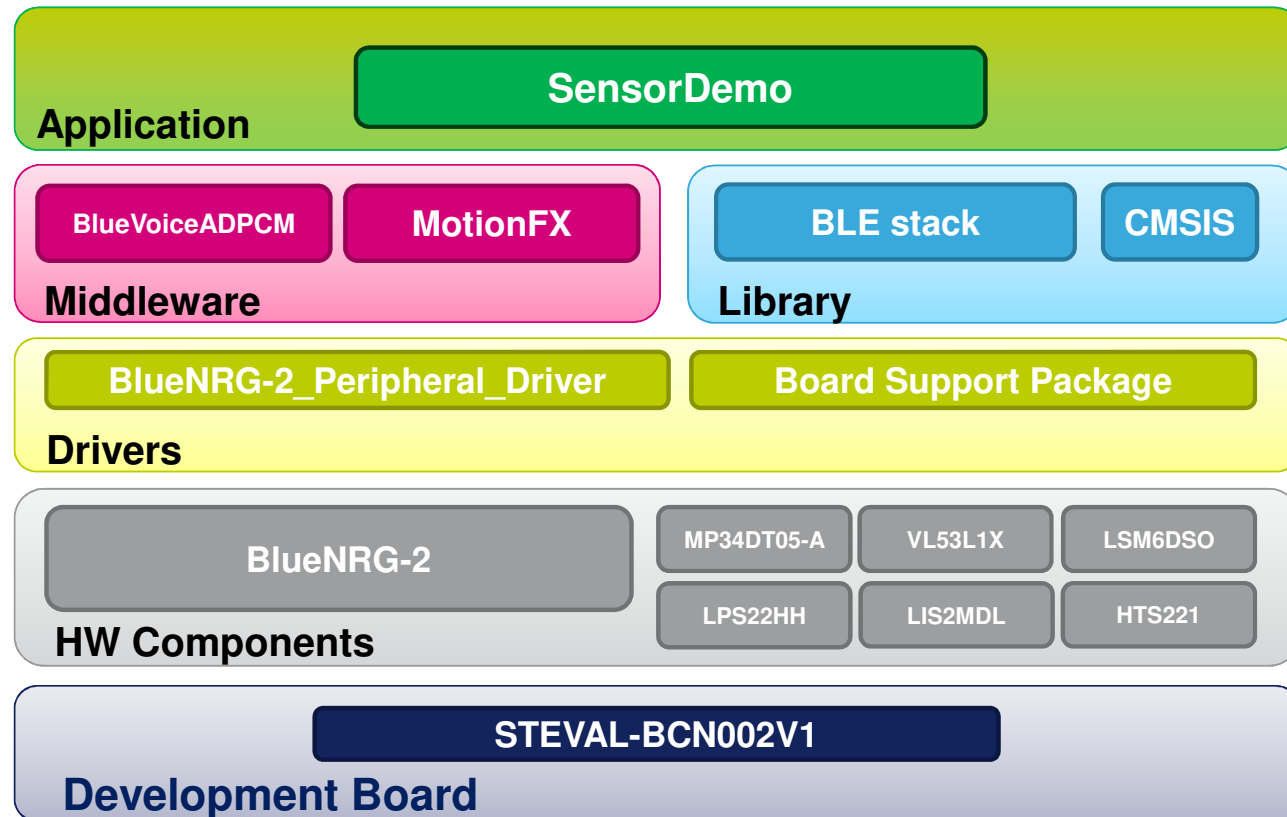 SensorDemo
Application
BlueVoiceADPCM
MotionFX
Middleware
BLE stack
CMSIS
Library
BlueNRG-2_Peripheral_Driver
Board Support Package
Drivers
BlueNRG-2
MP34DT05-A
VL53L1X
LSM6DSO
LPS22HH
LIS2MDL
HTS221
HW Components
STEVAL-BCN002V1
Development Board